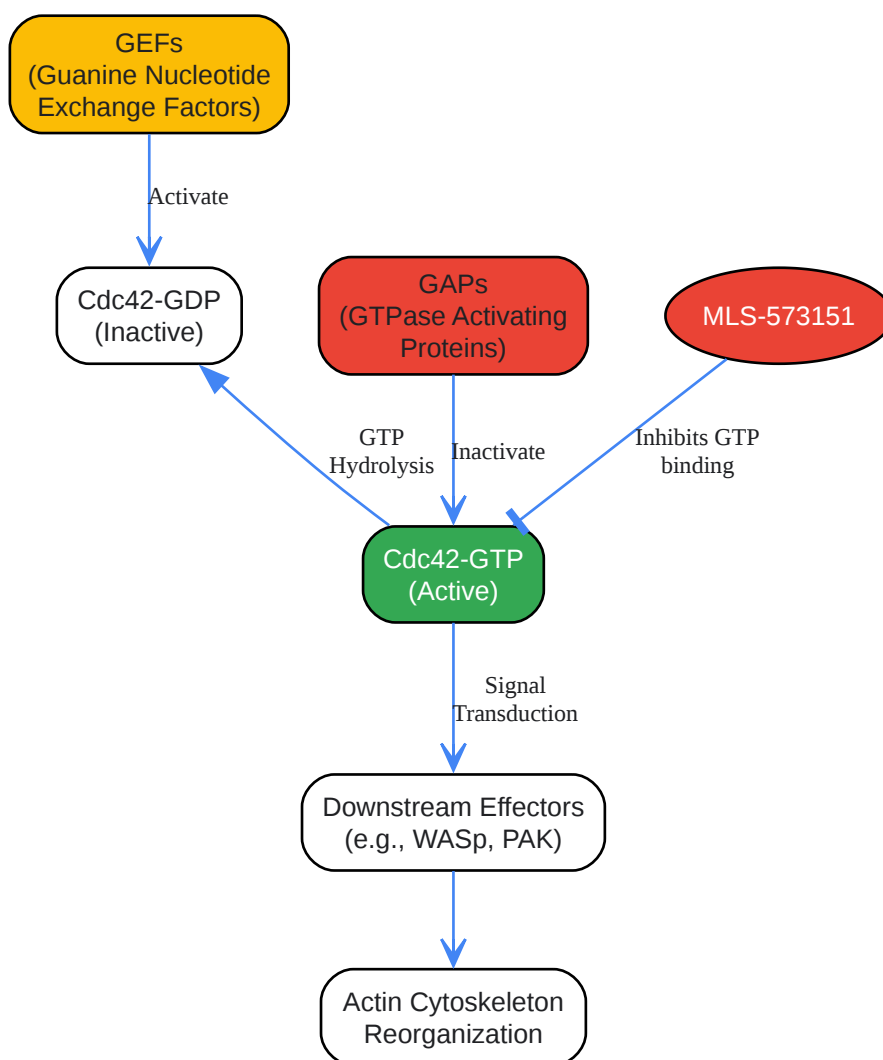 GEFs
(Guanine Nucleotide
Exchange Factors)
Activate
Cdc42-GDP
(Inactive)
GAPs
(GTPase Activating
Proteins)
MLS-573151
GTP
Hydrolysis
Inactivate
Inhibits GTP
binding
Cdc42-GTP
(Active)
Signal
Transduction
Downstream Effectors
(e.g., WASp, PAK)
Actin Cytoskeleton
Reorganization